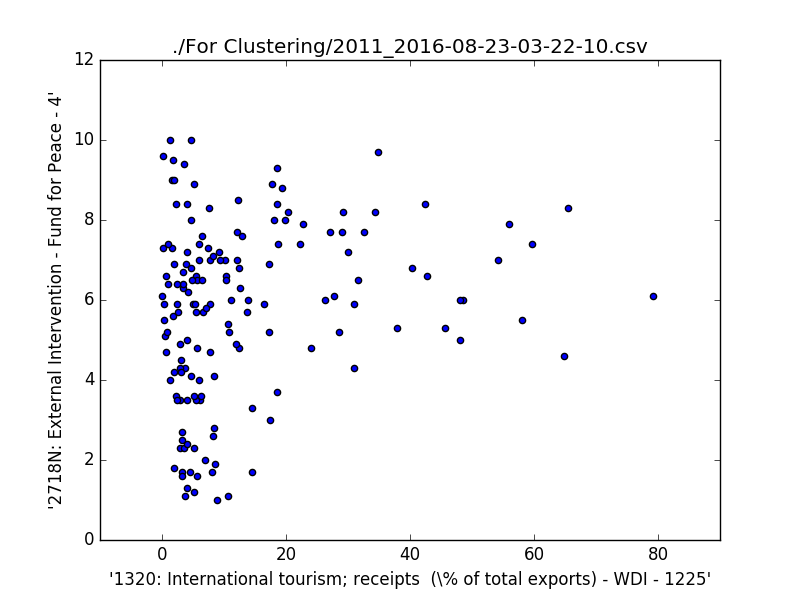 ./For Clustering/2011_2016-08-23-03-22-10.csv
12
10
8
6
4
2
0
'2718N: External Intervention - Fund for Peace - 4'
0 20 40 60 80
'1320: International tourism; receipts  (\% of total exports) - WDI - 1225'